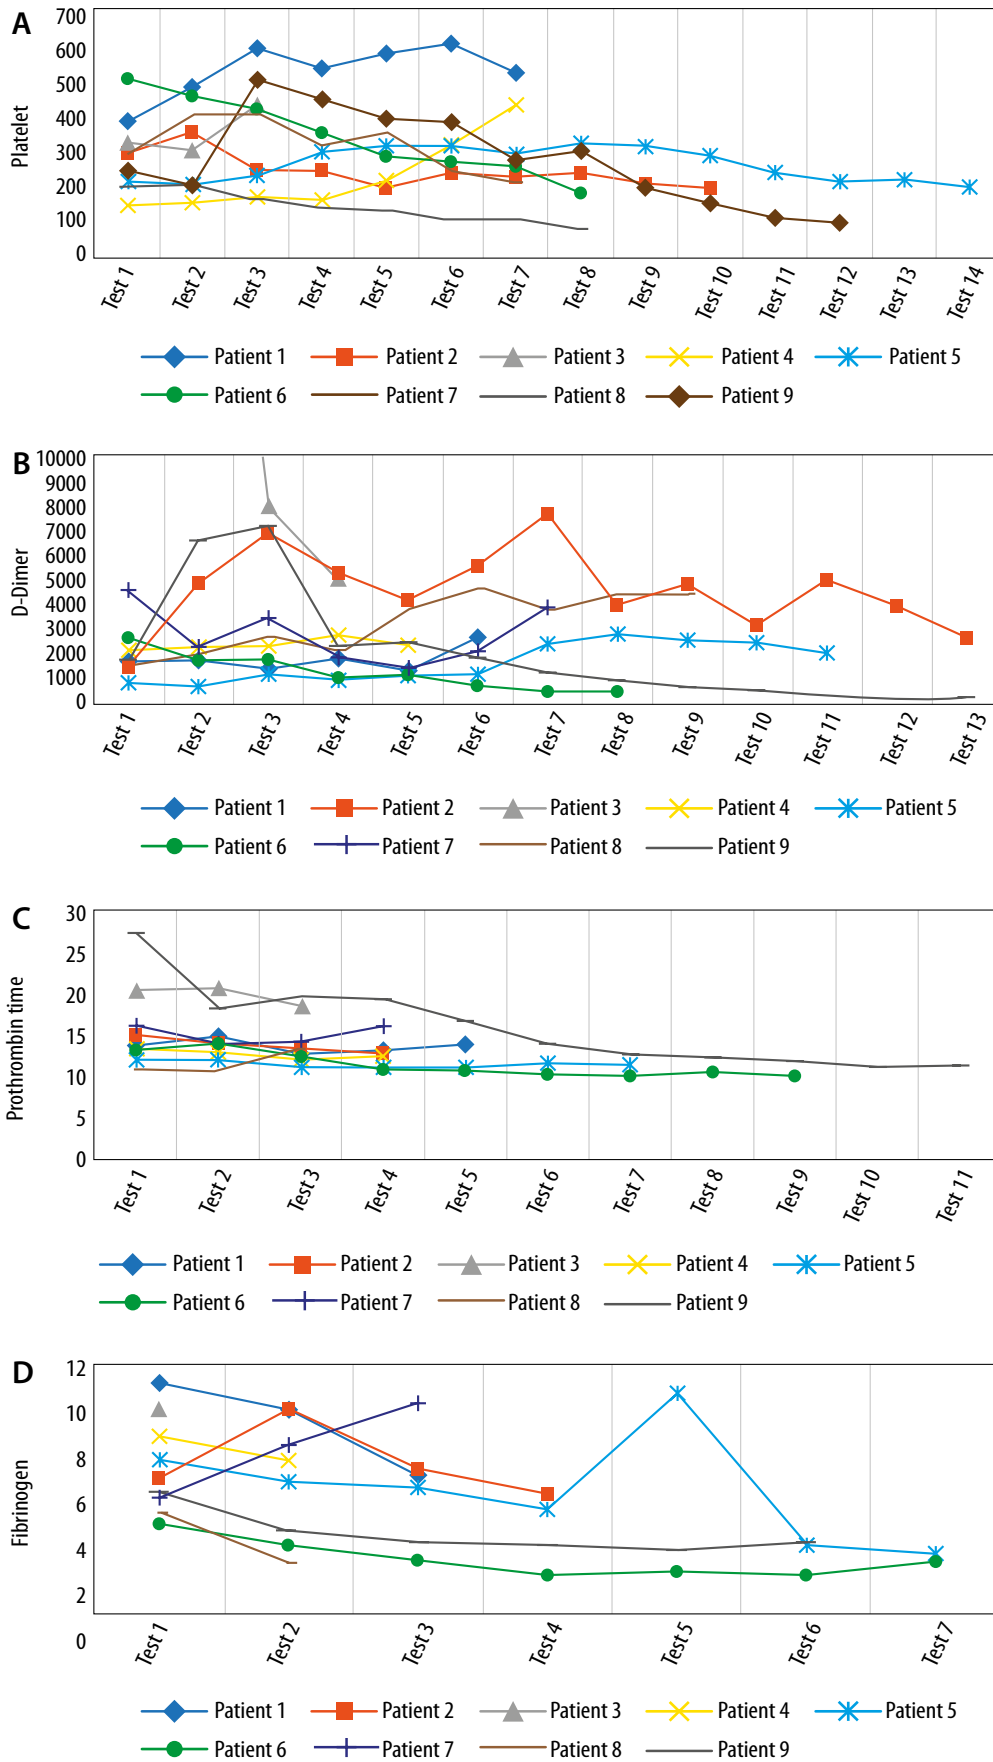 A
Platelet
700
600
500
400
300
200
100
0
Test 1 Test 2 Test 3 Test 4 Test 5 Test 6 Test 7 Test 8 Test 9 Test 10 Test 11 Test 12 Test 13 Test 14
Patient 1 Patient 2 Patient 3 Patient 4 Patient 5
Patient 6 Patient 7 Patient 8 Patient 9
B
D-Dimer
10000
9000
8000
7000
6000
5000
4000
3000
2000
1000
0
Test 1 Test 2 Test 3 Test 4 Test 5 Test 6 Test 7 Test 8 Test 9 Test 10 Test 11 Test 12 Test 13
Patient 1 Patient 2 Patient 3 Patient 4 Patient 5
Patient 6 Patient 7 Patient 8 Patient 9
C
Prothrombin time
30
25
20
15
10
5
0
Test 1 Test 2 Test 3 Test 4 Test 5 Test 6 Test 7 Test 8 Test 9 Test 10 Test 11
Patient 1 Patient 2 Patient 3 Patient 4 Patient 5
Patient 6 Patient 7 Patient 8 Patient 9
D
Fibrinogen
12
10
8
6
4
2
0
Test 1 Test 2 Test 3 Test 4 Test 5 Test 6 Test 7
Patient 1 Patient 2 Patient 3 Patient 4 Patient 5
Patient 6 Patient 7 Patient 8 Patient 9